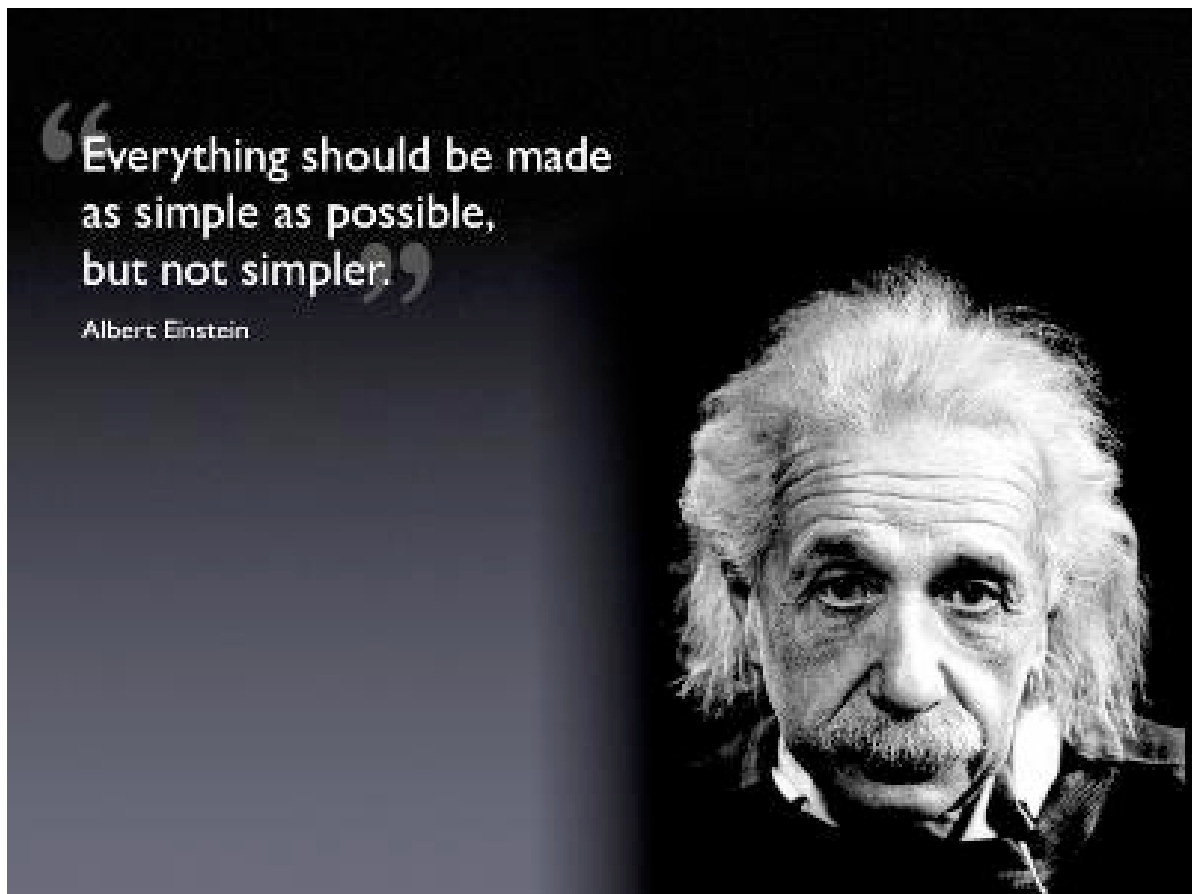 “Everything should be made
as simple as possible,
but not simpler.”
Albert Einstein